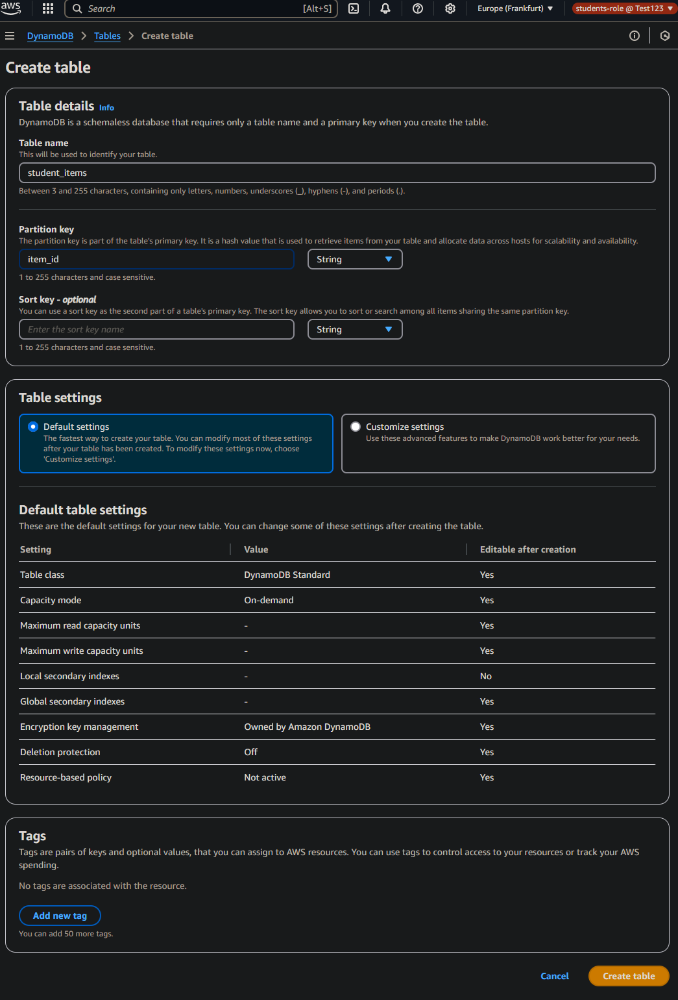 aws
Search [Alt+S]
Europe (Frankfurt)
students-role @ Test123
DynamoDB > Tables > Create table
Create table
Table details Info
DynamoDB is a schemaless database that requires only a table name and a primary key when you create the table.
Table name
This will be used to identify your table.
student_items
Between 3 and 255 characters, containing only letters, numbers, underscores (_), hyphens (-), and periods (.).
Partition key
The partition key is part of the table's primary key. It is a hash value that is used to retrieve items from your table and allocate data across hosts for scalability and availability.
item_id String
1 to 255 characters and case sensitive.
Sort key - optional
You can use a sort key as the second part of a table's primary key. The sort key allows you to sort or search among all items sharing the same partition key.
Enter the sort key name String
1 to 255 characters and case sensitive.
Table settings
Default settings
The fastest way to create your table. You can modify most of these settings
after your table has been created. To modify these settings now, choose
'Customize settings'.
Customize settings
Use these advanced features to make DynamoDB work better for your needs.
Default table settings
These are the default settings for your new table. You can change some of these settings after creating the table.
Setting Value Editable after creation
Table class DynamoDB Standard Yes
Capacity mode On-demand Yes
Maximum read capacity units - Yes
Maximum write capacity units - Yes
Local secondary indexes - No
Global secondary indexes - Yes
Encryption key management Owned by Amazon DynamoDB Yes
Deletion protection Off Yes
Resource-based policy Not active Yes
Tags
Tags are pairs of keys and optional values, that you can assign to AWS resources. You can use tags to control access to your resources or track your AWS
spending.
No tags are associated with the resource.
Add new tag
You can add 50 more tags.
Cancel Create table